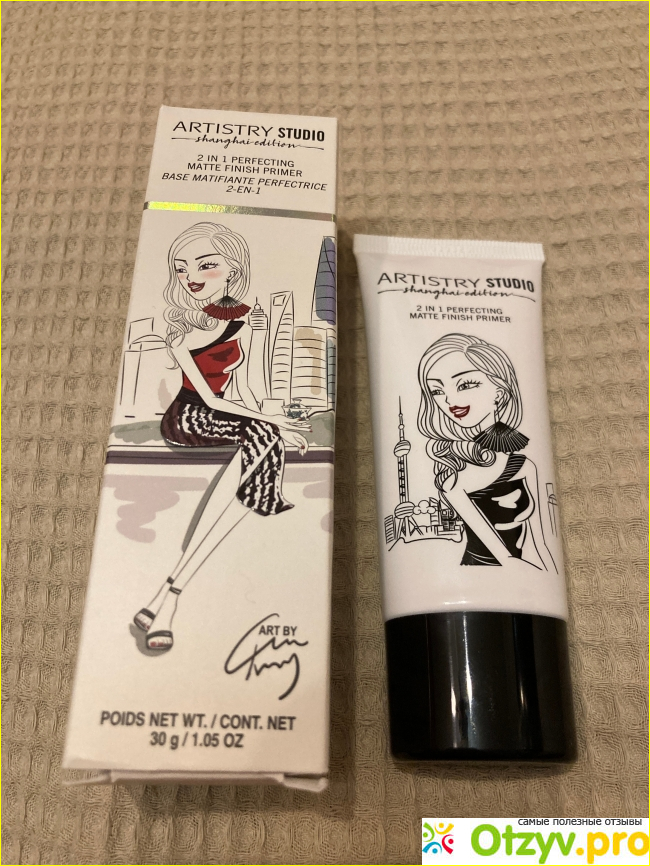 ARTISTRY STUDIO
shanghai edition
2 IN 1 PERFECTING
MATTE FINISH PRIMER
BASE MATIFIANTE PERFECTRICE
2-EN-1
ART BY
POIDS NET WT. / CONT. NET
30 g / 1.05 OZ
ARTISTRY STUDIO
shanghai edition
2 IN 1 PERFECTING
MATTE FINISH PRIMER
самые полезные отзывы
Otzyv.pro